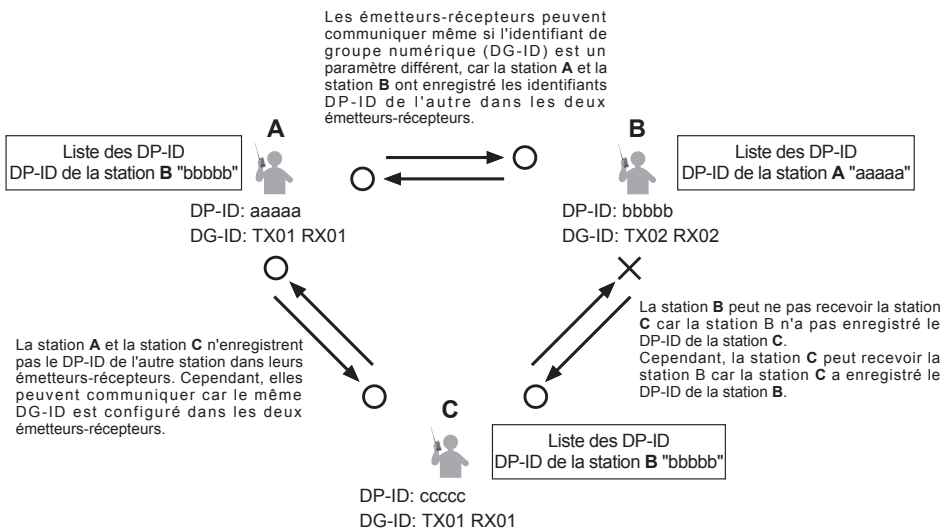 Les émetteurs-récepteurs peuvent
communiquer même si l'identifiant de
groupe numérique (DG-ID) est un
paramètre différent, car la station A et la
station B ont enregistré les identifiants
DP-ID de l'autre dans les deux
émetteurs-récepteurs.
A
Liste des DP-ID
DP-ID de la station B "bbbbb"
DP-ID: aaaaa
DG-ID: TX01 RX01
B
Liste des DP-ID
DP-ID de la station A "aaaaa"
DP-ID: bbbbb
DG-ID: TX02 RX02
La station A et la station C n'enregistrent
pas le DP-ID de l'autre station dans leurs
émetteurs-récepteurs. Cependant, elles
peuvent communiquer car le même
DG-ID est configuré dans les deux
émetteurs-récepteurs.
La station B peut ne pas recevoir la station
C car la station B n'a pas enregistré le
DP-ID de la station C.
Cependant, la station C peut recevoir la
station B car la station C a enregistré le
DP-ID de la station B.
C
Liste des DP-ID
DP-ID de la station B "bbbbb"
DP-ID: ccccc
DG-ID: TX01 RX01